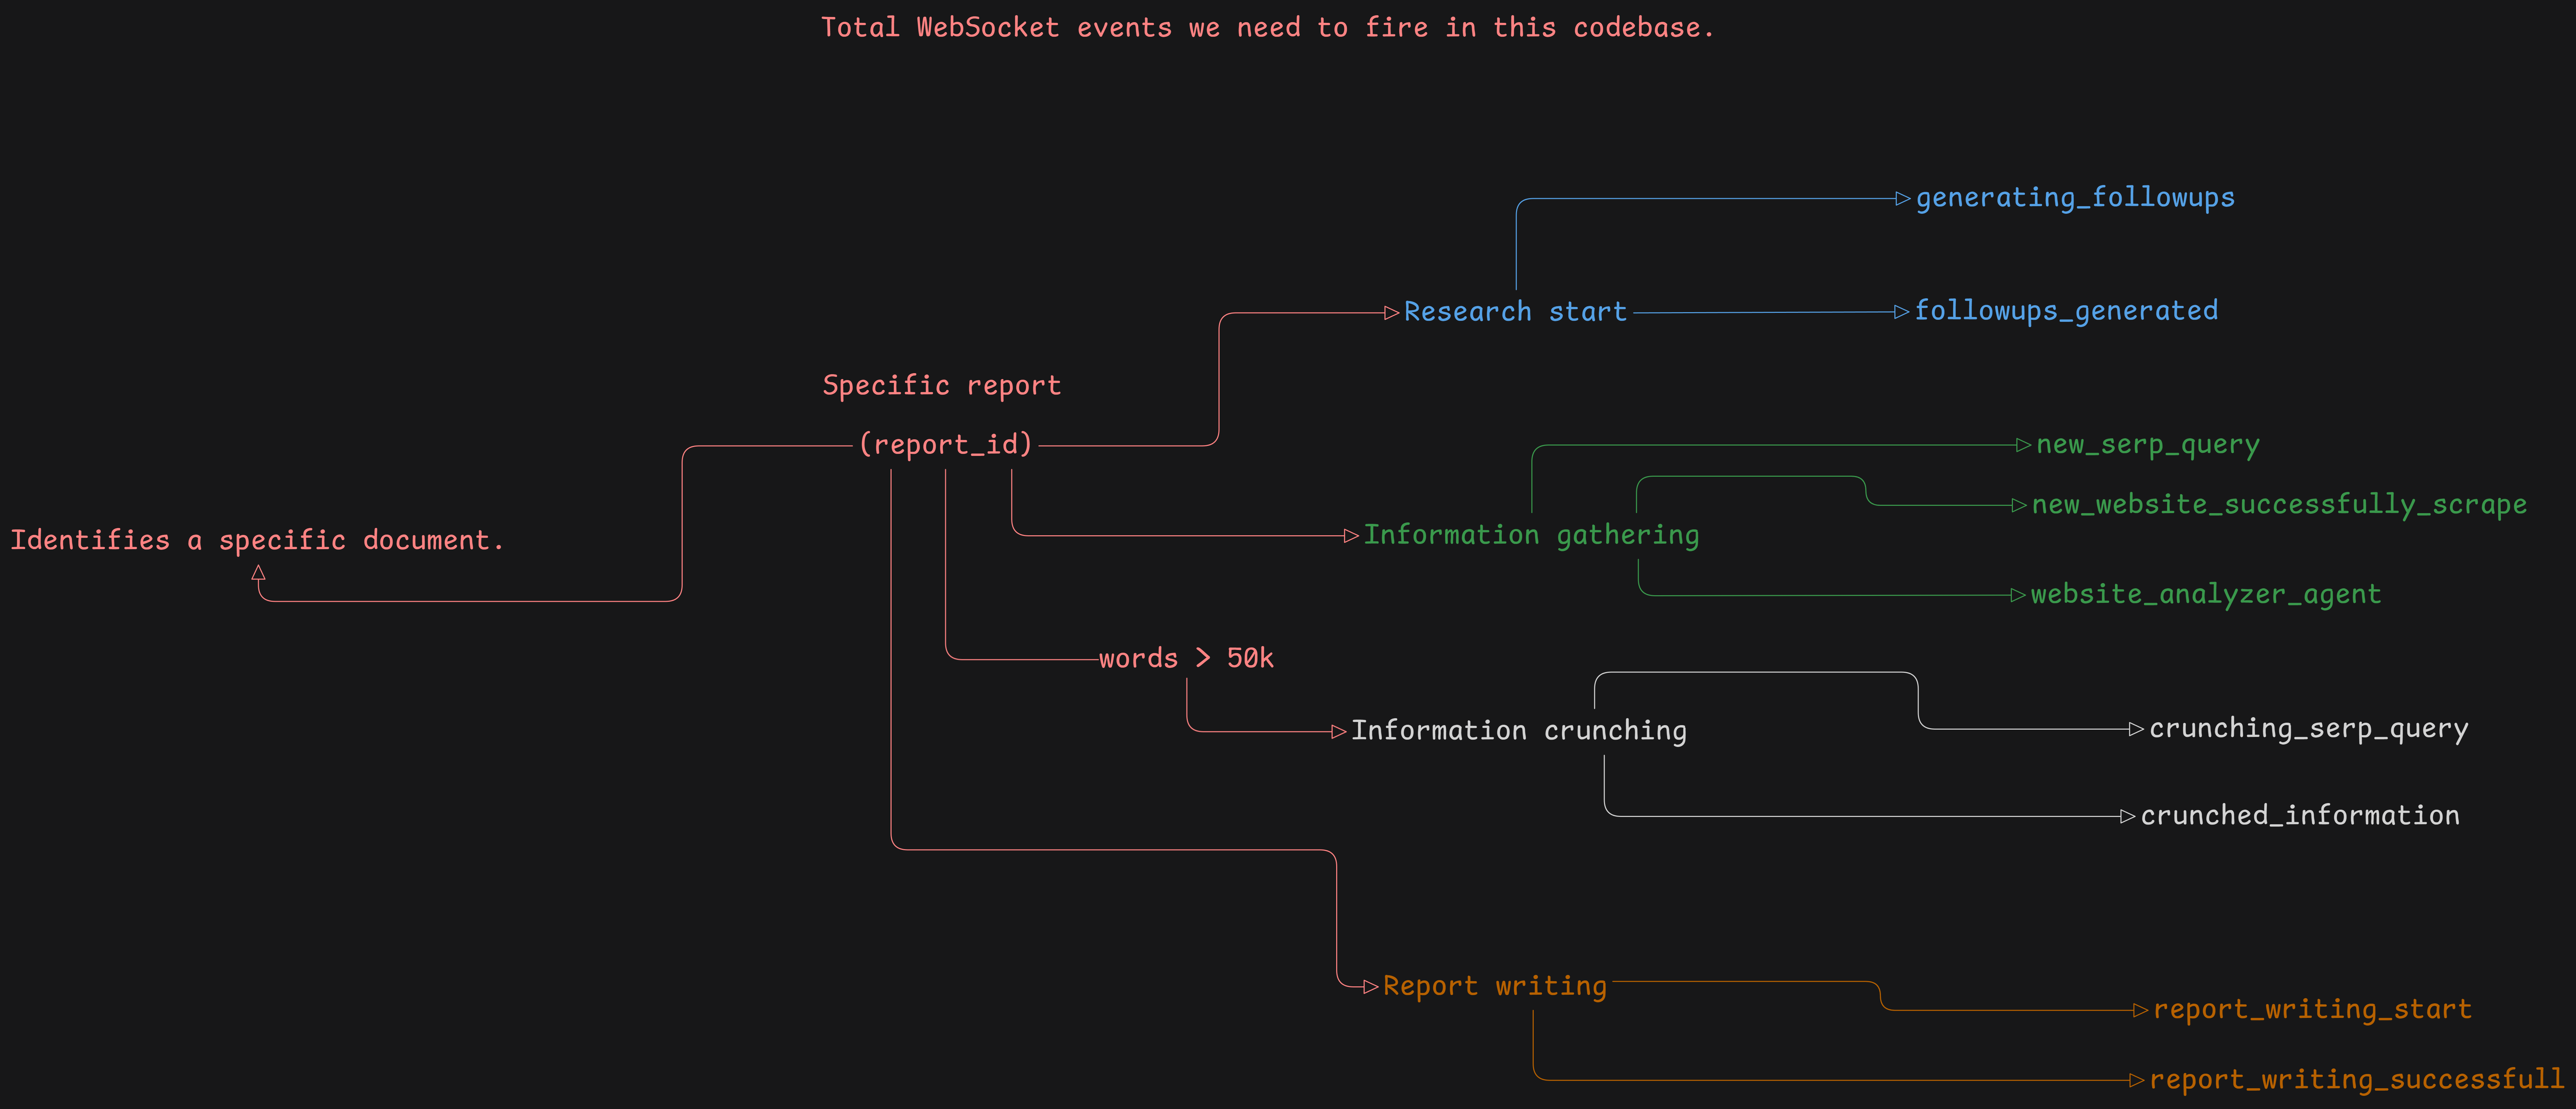 Total WebSocket events we need to fire in this codebase.
generating_followups
Research start
followups_generated
Specific report
(report_id)
new_serp_query
new_website_successfully_scrape
Identifies a specific document.
Information gathering
website_analyzer_agent
words > 50k
Information crunching
crunching_serp_query
crunched_information
Report writing
report_writing_start
report_writing_successfull